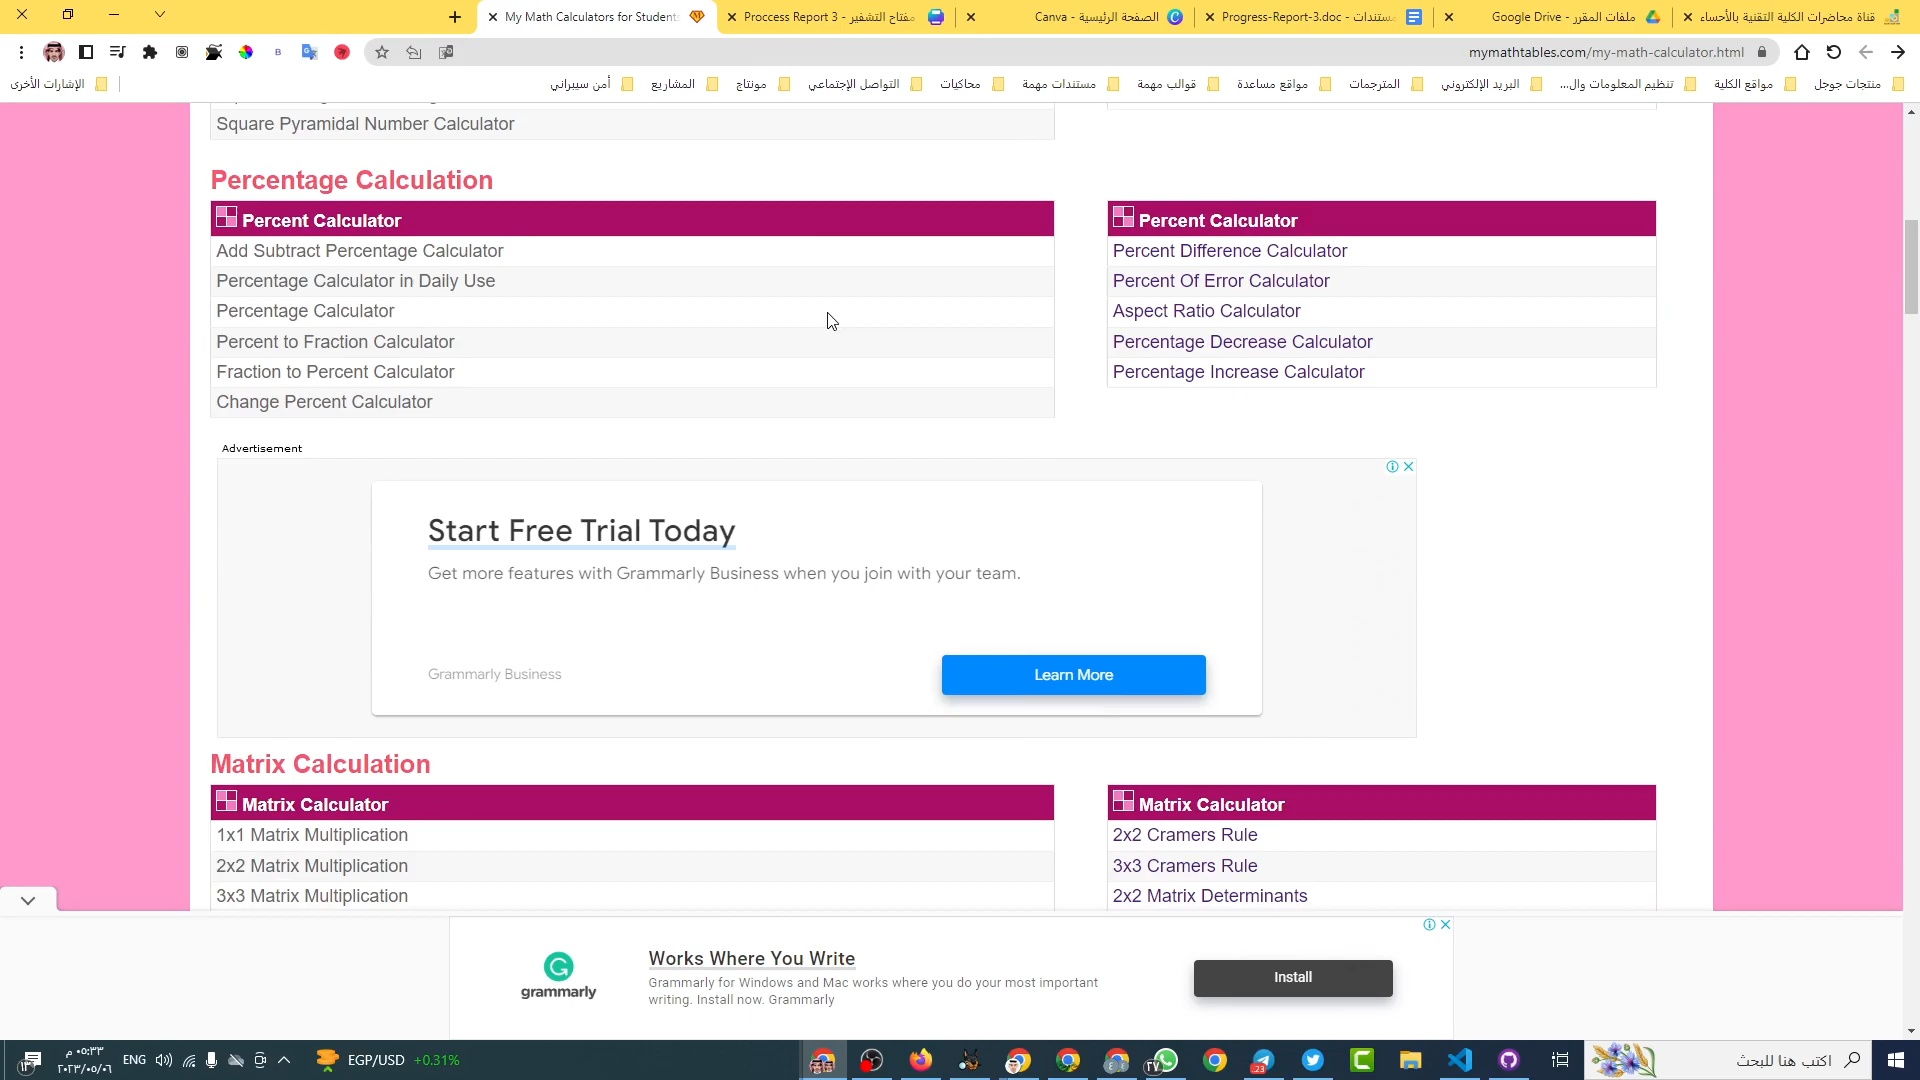 My Math Calculators for Students
Proccess Report 3 - مفتاح التشفير
الصفحة الرئيسية - Canva
Progress-Report-3.doc - مستندات
ملفات المقرر - Google Drive
قناة محاضرات الكلية التقنية بالأحساء
mymathtables.com/my-math-calculator.html
منتجات جوجل
مواقع الكلية
تنظيم المعلومات وال...
البريد الإلكتروني
المترجمات
مواقع مساعدة
قوالب مهمة
مستندات مهمة
محاكيات
التواصل الإجتماعي
مونتاج
المشاريع
أمن سيبراني
الإشارات الأخرى
Square Pyramidal Number Calculator
Percentage Calculation
Percent Calculator
Add Subtract Percentage Calculator
Percentage Calculator in Daily Use
Percentage Calculator
Percent to Fraction Calculator
Fraction to Percent Calculator
Change Percent Calculator
Percent Calculator
Percent Difference Calculator
Percent Of Error Calculator
Aspect Ratio Calculator
Percentage Decrease Calculator
Percentage Increase Calculator
Advertisement
Start Free Trial Today
Get more features with Grammarly Business when you join with your team.
Grammarly Business
Learn More
Matrix Calculation
Matrix Calculator
1x1 Matrix Multiplication
2x2 Matrix Multiplication
3x3 Matrix Multiplication
Matrix Calculator
2x2 Cramers Rule
3x3 Cramers Rule
2x2 Matrix Determinants
grammarly
Works Where You Write
Grammarly for Windows and Mac works where you do your most important
writing. Install now. Grammarly
Install
٠٥:٣٣ م
٢٠٢٣/٠٥/٠٦
ENG
EGP/USD +0.31%
٢٧
23
اكتب هنا للبحث